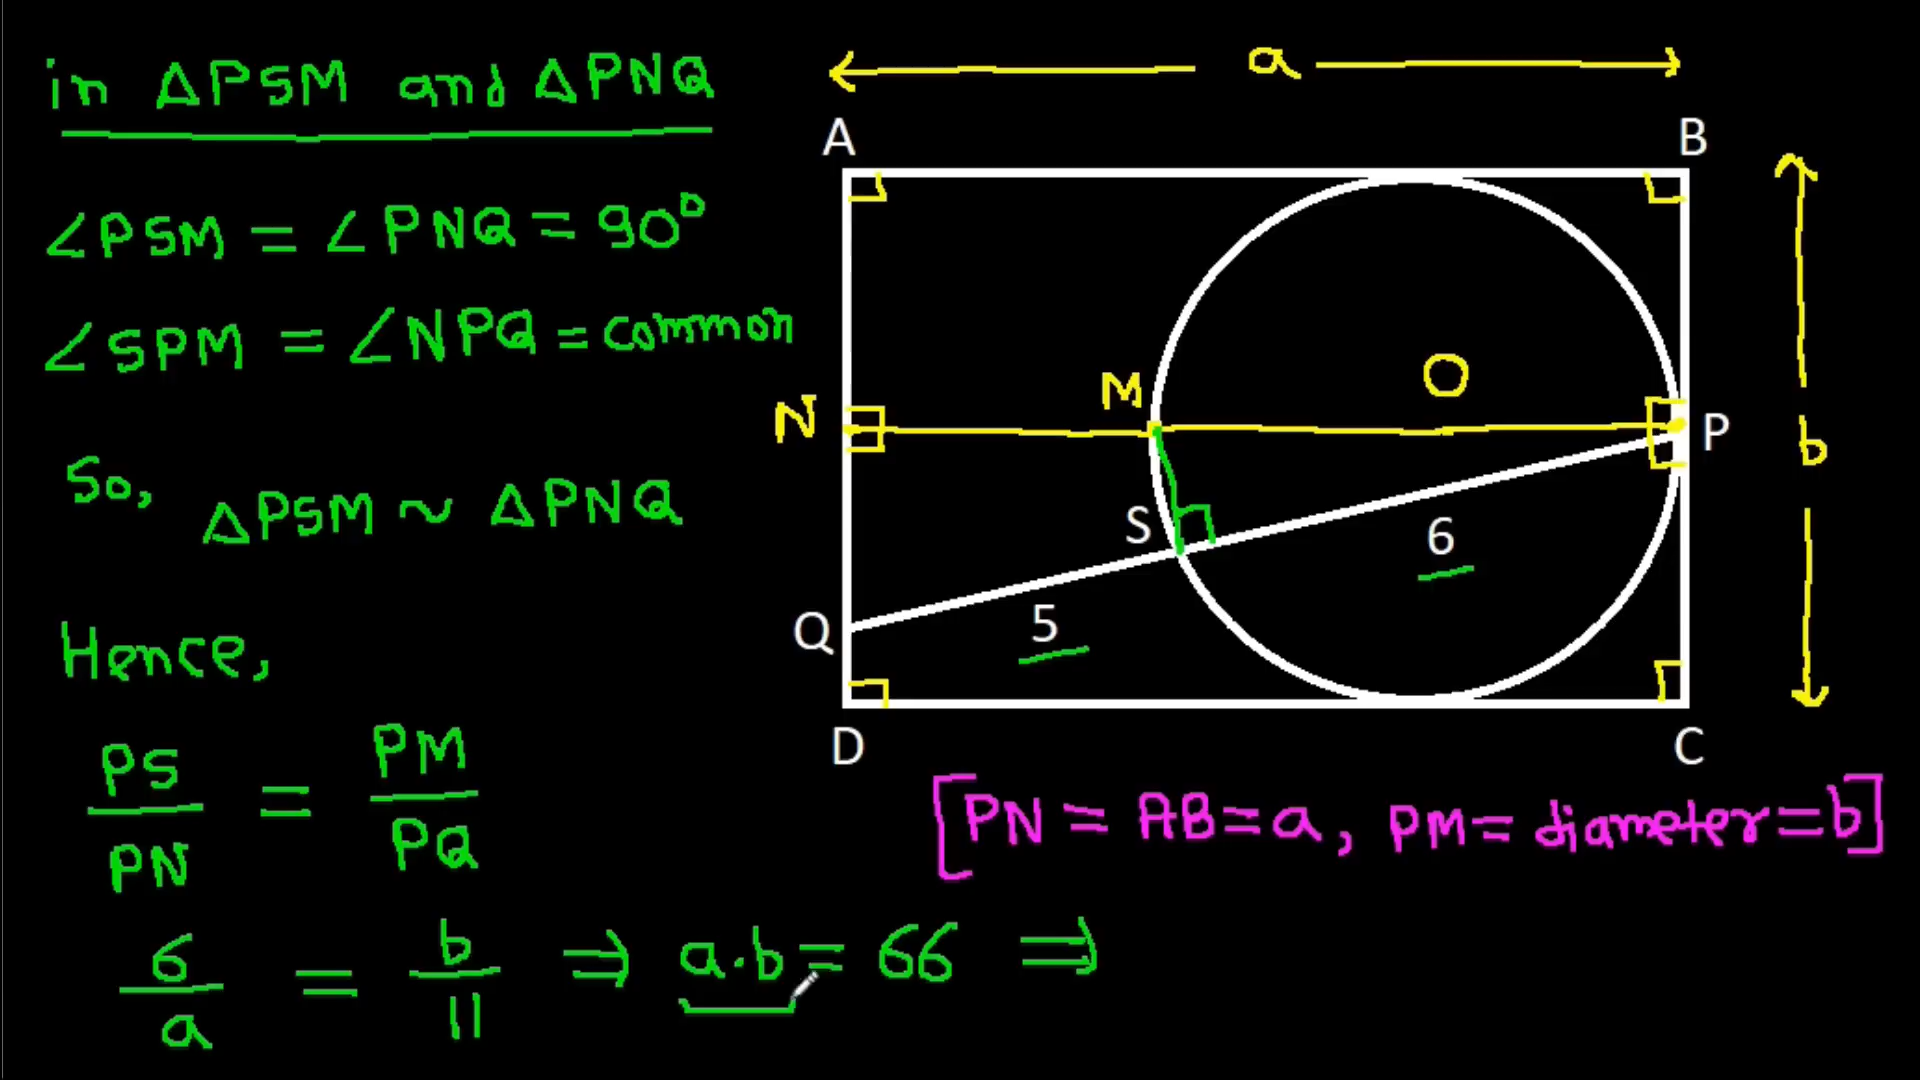 in ΔPSM and ΔPNQ
∠PSM = ∠PNQ = 90°
∠SPM = ∠NPQ = common
So, ΔPSM ~ ΔPNQ
Hence,
PS/PN = PM/PQ
6/a = b/11 ⇒ a.b = 66 ⇒
a
A B
N M O P b
S 6
Q 5
D C
[PN = AB = a, PM = diameter = b]